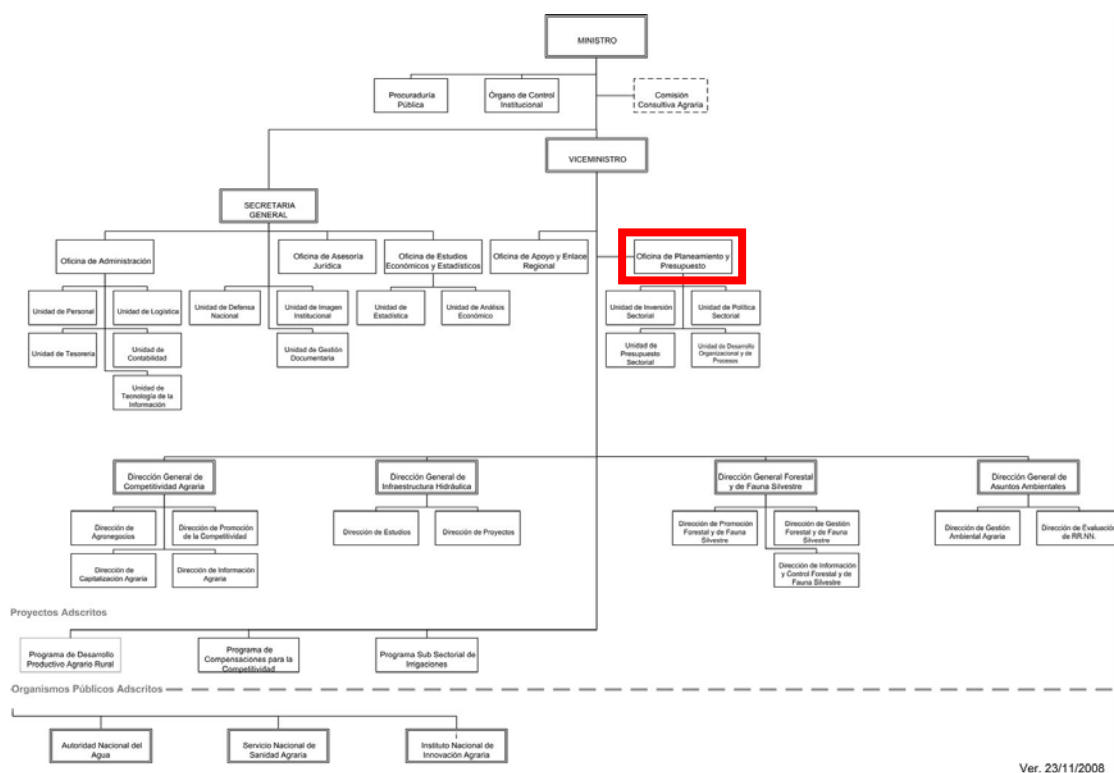 MINISTRO
Procuraduría
Pública
Órgano de Control
Institucional
Comisión
Consultiva Agraria
VICEMINISTRO
SECRETARIA
GENERAL
Oficina de Administración
Oficina de Asesoría
Jurídica
Oficina de Estudios
Económicos y Estadísticos
Oficina de Apoyo y Enlace
Regional
Oficina de Planeamiento y
Presupuesto
Unidad de Personal
Unidad de Logística
Unidad de Defensa
Nacional
Unidad de Imagen
Institucional
Unidad de
Estadística
Unidad de Análisis
Económico
Unidad de Inversión
Sectorial
Unidad de Política
Sectorial
Unidad de Tesorería
Unidad de
Contabilidad
Unidad de Gestión
Documentaria
Unidad de
Presupuesto
Sectorial
Unidad de Desarrollo
Organizacional y de
Procesos
Unidad de
Tecnología de la
Información
Dirección General de
Competitividad Agraria
Dirección General de
Infraestructura Hidráulica
Dirección General Forestal
y de Fauna Silvestre
Dirección General de
Asuntos Ambientales
Dirección de
Agronegocios
Dirección de Promoción
de la Competitividad
Dirección de Estudios
Dirección de Proyectos
Dirección de Promoción
Forestal y de Fauna
Silvestre
Dirección de Gestión
Forestal y de Fauna
Silvestre
Dirección de Gestión
Ambiental Agraria
Dirección de Evaluación
de RR.NN.
Dirección de
Capitalización Agraria
Dirección de Información
Agraria
Dirección de Información
y Control Forestal y de
Fauna Silvestre
Proyectos Adscritos
Programa de Desarrollo
Productivo Agrario Rural
Programa de
Compensaciones para la
Competitividad
Programa Sub Sectorial de
Irrigaciones
Organismos Públicos Adscritos
Autoridad Nacional del
Agua
Servicio Nacional de
Sanidad Agraria
Instituto Nacional de
Innovación Agraria
Ver. 23/11/2008